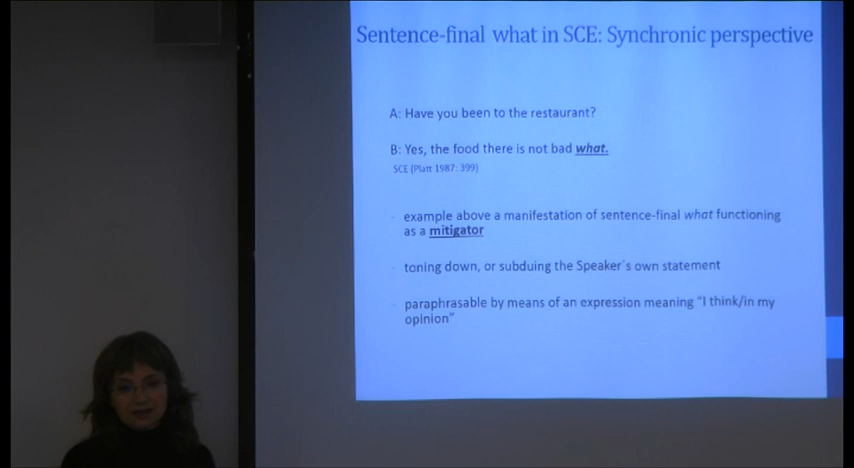 Sentence-final what in SCE: Synchronic perspective
A: Have you been to the restaurant?
B: Yes, the food there is not bad what.
SCE (Platt 1987: 399)
- example above a manifestation of sentence-final what functioning
as a mitigator
- toning down, or subduing the Speaker´s own statement
- paraphrasable by means of an expression meaning “I think/in my
opinion”